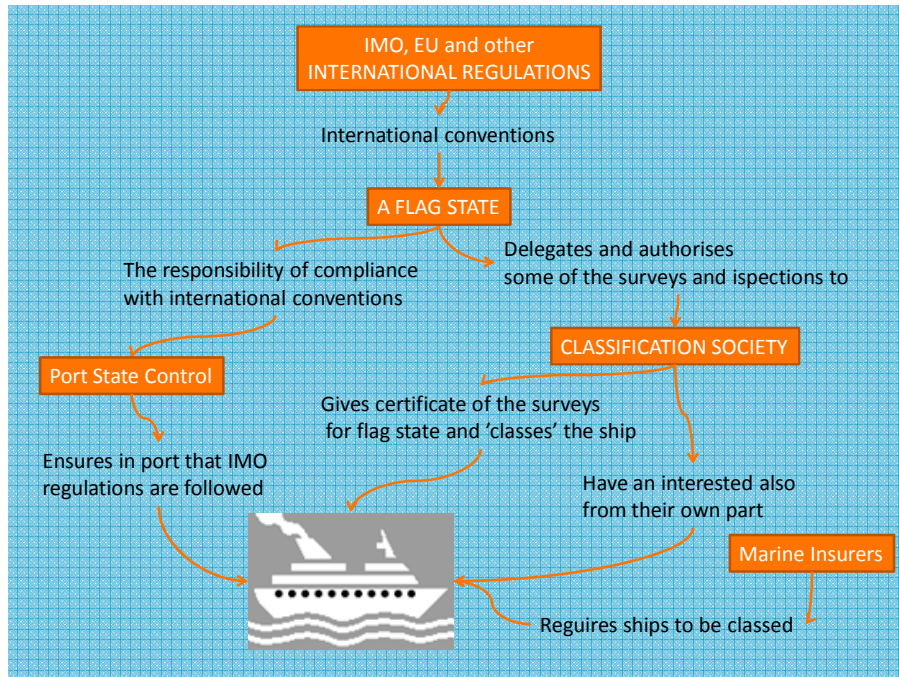 IMO, EU and other
INTERNATIONAL REGULATIONS
International conventions
A FLAG STATE
The responsibility of compliance
with international conventions
Delegates and authorises
some of the surveys and ispections to
Port State Control
CLASSIFICATION SOCIETY
Gives certificate of the surveys
for flag state and ’classes’ the ship
Ensures in port that IMO
regulations are followed
Have an interested also
from their own part
Marine Insurers
Reguires ships to be classed